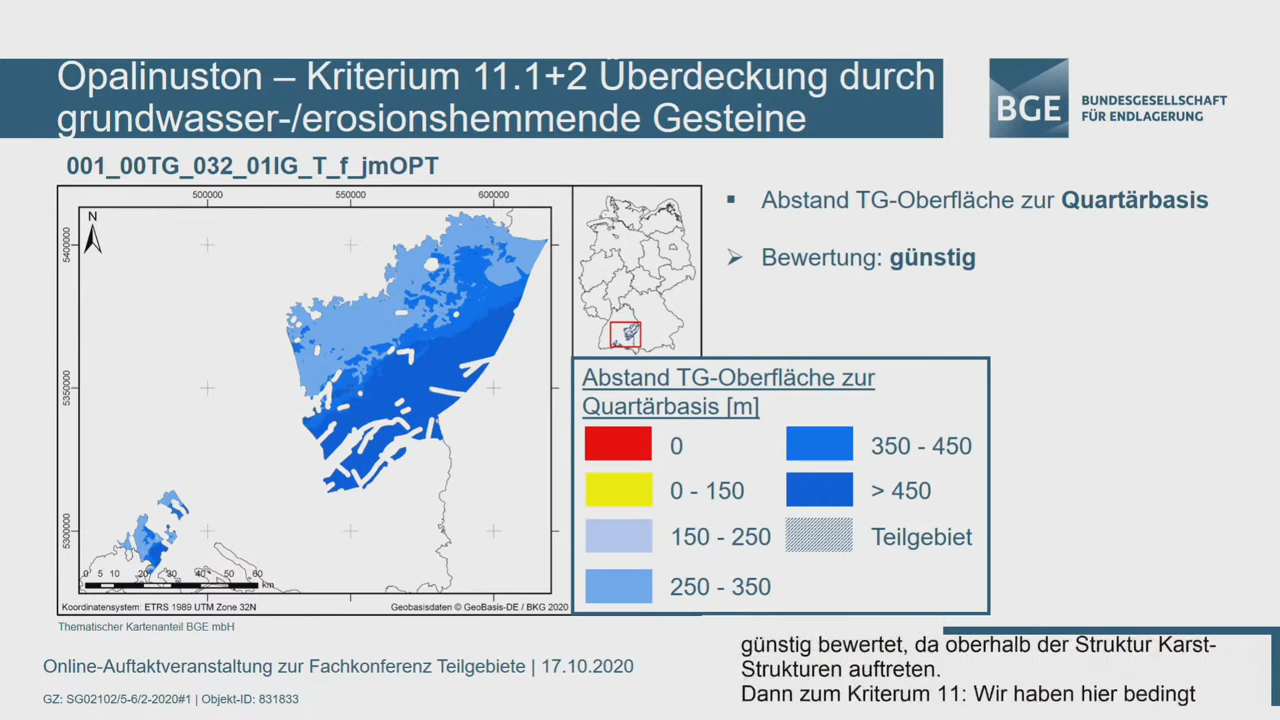 Opalinuston – Kriterium 11.1+2 Überdeckung durch
grundwasser-/erosionshemmende Gesteine
BGE
BUNDESGESELLSCHAFT
FÜR ENDLAGERUNG
001_00TG_032_01IG_T_f_jmOPT
500000 550000 600000
N
5400000
5350000
5300000
0 5 10 20 30 40 50 60
km
Koordinatensystem: ETRS 1989 UTM Zone 32N
Geobasisdaten © GeoBasis-DE / BKG 2020
Thematischer Kartenanteil BGE mbH
▪ Abstand TG-Oberfläche zur Quartärbasis
➢ Bewertung: günstig
Abstand TG-Oberfläche zur
Quartärbasis [m]
0
0 - 150
150 - 250
250 - 350
350 - 450
> 450
Teilgebiet
Online-Auftaktveranstaltung zur Fachkonferenz Teilgebiete | 17.10.2020
GZ: SG02102/5-6/2-2020#1 | Objekt-ID: 831833
günstig bewertet, da oberhalb der Struktur Karst-
Strukturen auftreten.
Dann zum Kriterum 11: Wir haben hier bedingt